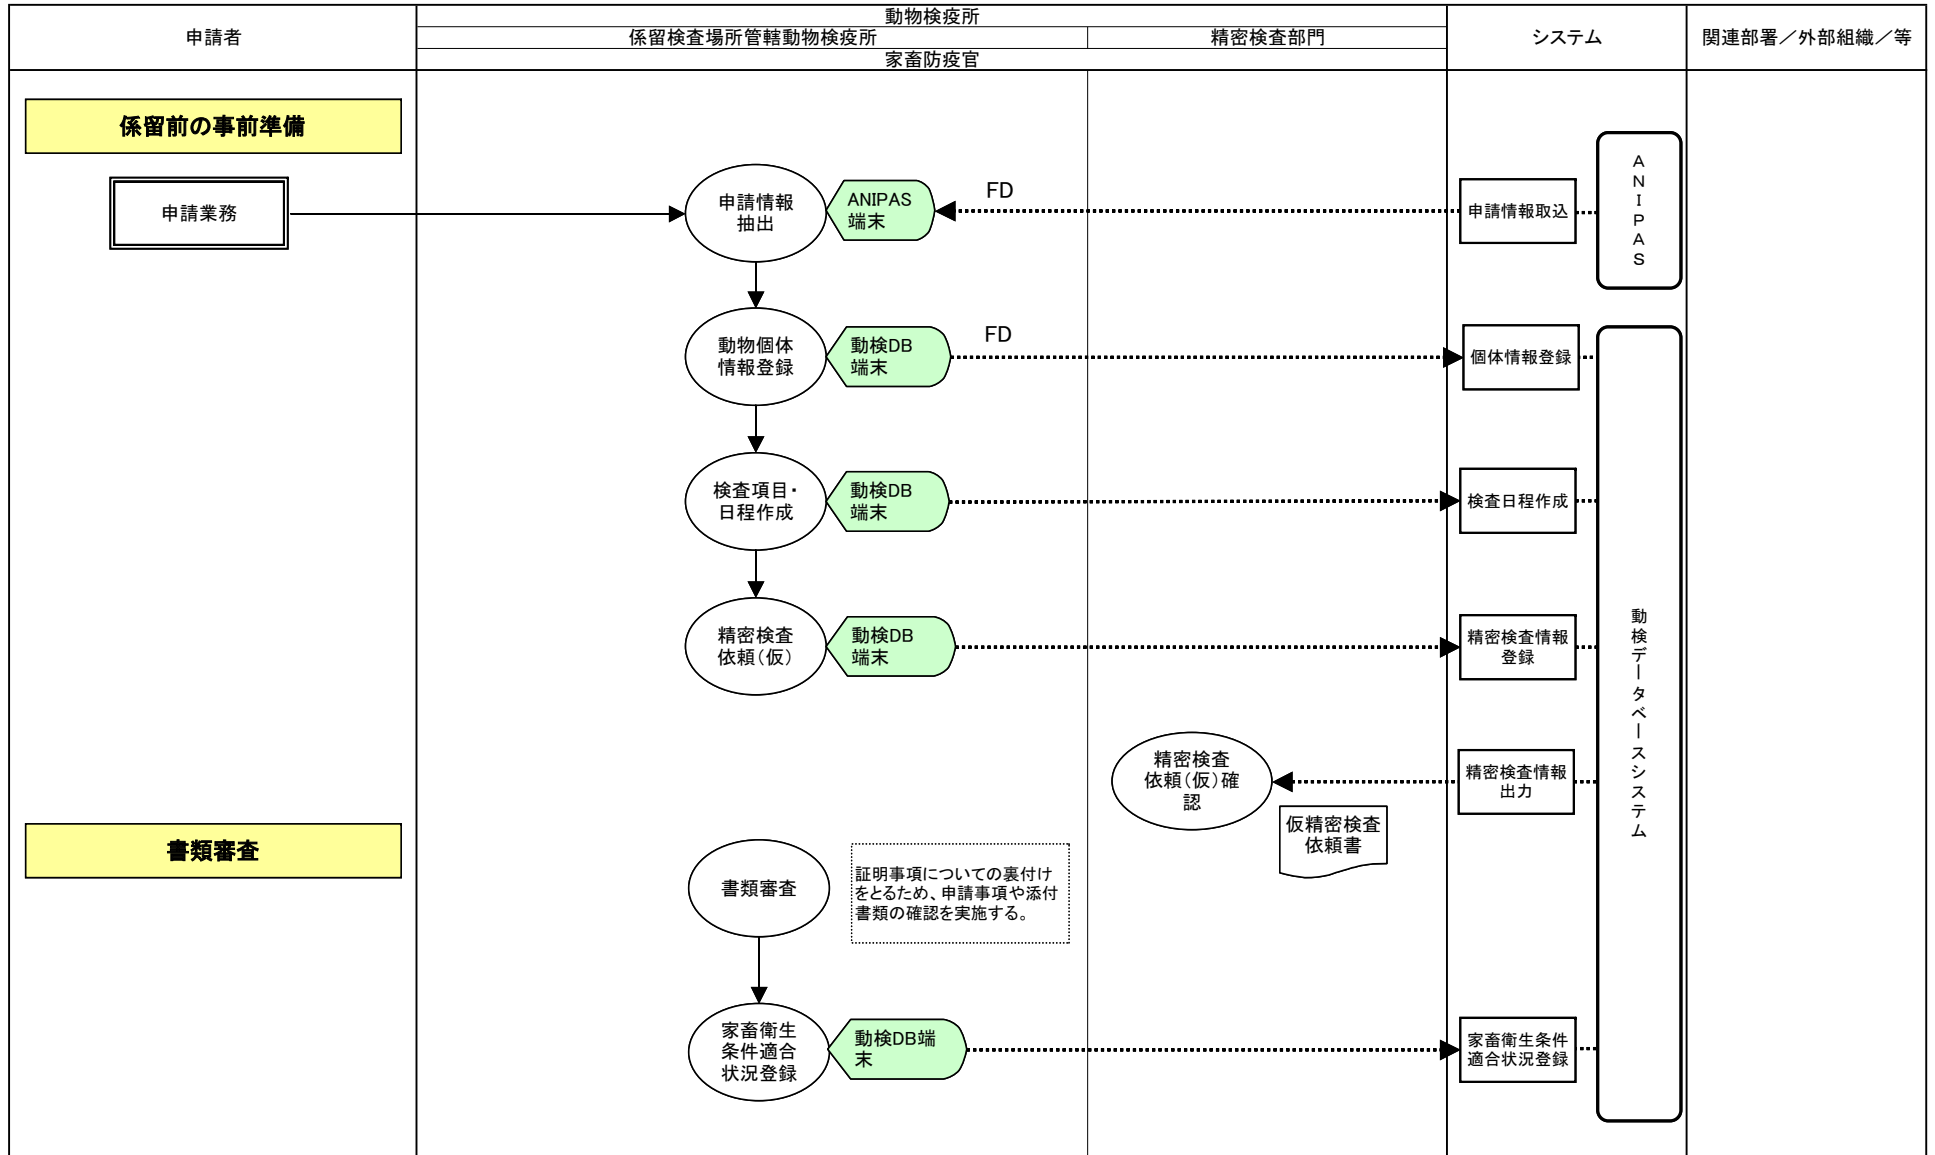 動物検疫所
申請者
係留検査場所管轄動物検疫所
精密検査部門
システム
関連部署／外部組織／等
家畜防疫官
係留前の事前準備
申請業務
申請情報
抽出
ANIPAS
端末
FD
申請情報取込
ANIPAS
動物個体
情報登録
動検DB
端末
FD
個体情報登録
検査項目・
日程作成
動検DB
端末
検査日程作成
精密検査
依頼（仮）
動検DB
端末
精密検査情報
登録
動検データベースシステム
精密検査
依頼（仮）確
認
精密検査情報
出力
仮精密検査
依頼書
書類審査
書類審査
証明事項についての裏付け
をとるため、申請事項や添付
書類の確認を実施する。
家畜衛生
条件適合
状況登録
動検DB端
末
家畜衛生条件
適合状況登録